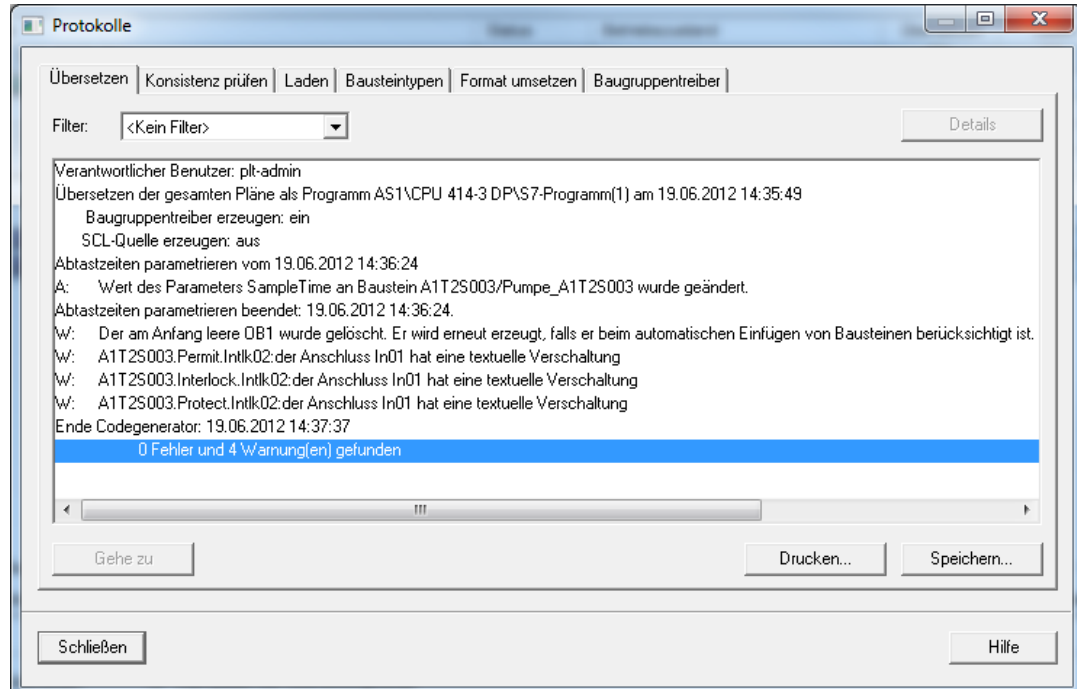 Protokolle
Übersetzen Konsistenz prüfen Laden Bausteintypen Format umsetzen Baugruppentreiber
Filter: <Kein Filter> Details
Verantwortlicher Benutzer: plt-admin
Übersetzen der gesamten Pläne als Programm AS1\CPU 414-3 DP\S7-Programm(1) am 19.06.2012 14:35:49
Baugruppentreiber erzeugen: ein
SCL-Quelle erzeugen: aus
Abtastzeiten parametrieren vom 19.06.2012 14:36:24
A: Wert des Parameters SampleTime an Baustein A1T2S003/Pumpe_A1T2S003 wurde geändert.
Abtastzeiten parametrieren beendet: 19.06.2012 14:36:24.
W: Der am Anfang leere OB1 wurde gelöscht. Er wird erneut erzeugt, falls er beim automatischen Einfügen von Bausteinen berücksichtigt ist.
W: A1T2S003.Permit.Intlk02:der Anschluss In01 hat eine textuelle Verschaltung
W: A1T2S003.Interlock.Intlk02:der Anschluss In01 hat eine textuelle Verschaltung
W: A1T2S003.Protect.Intlk02:der Anschluss In01 hat eine textuelle Verschaltung
Ende Codegenerator: 19.06.2012 14:37:37
0 Fehler und 4 Warnung(en) gefunden
Gehe zu Drucken... Speichern...
Schließen Hilfe